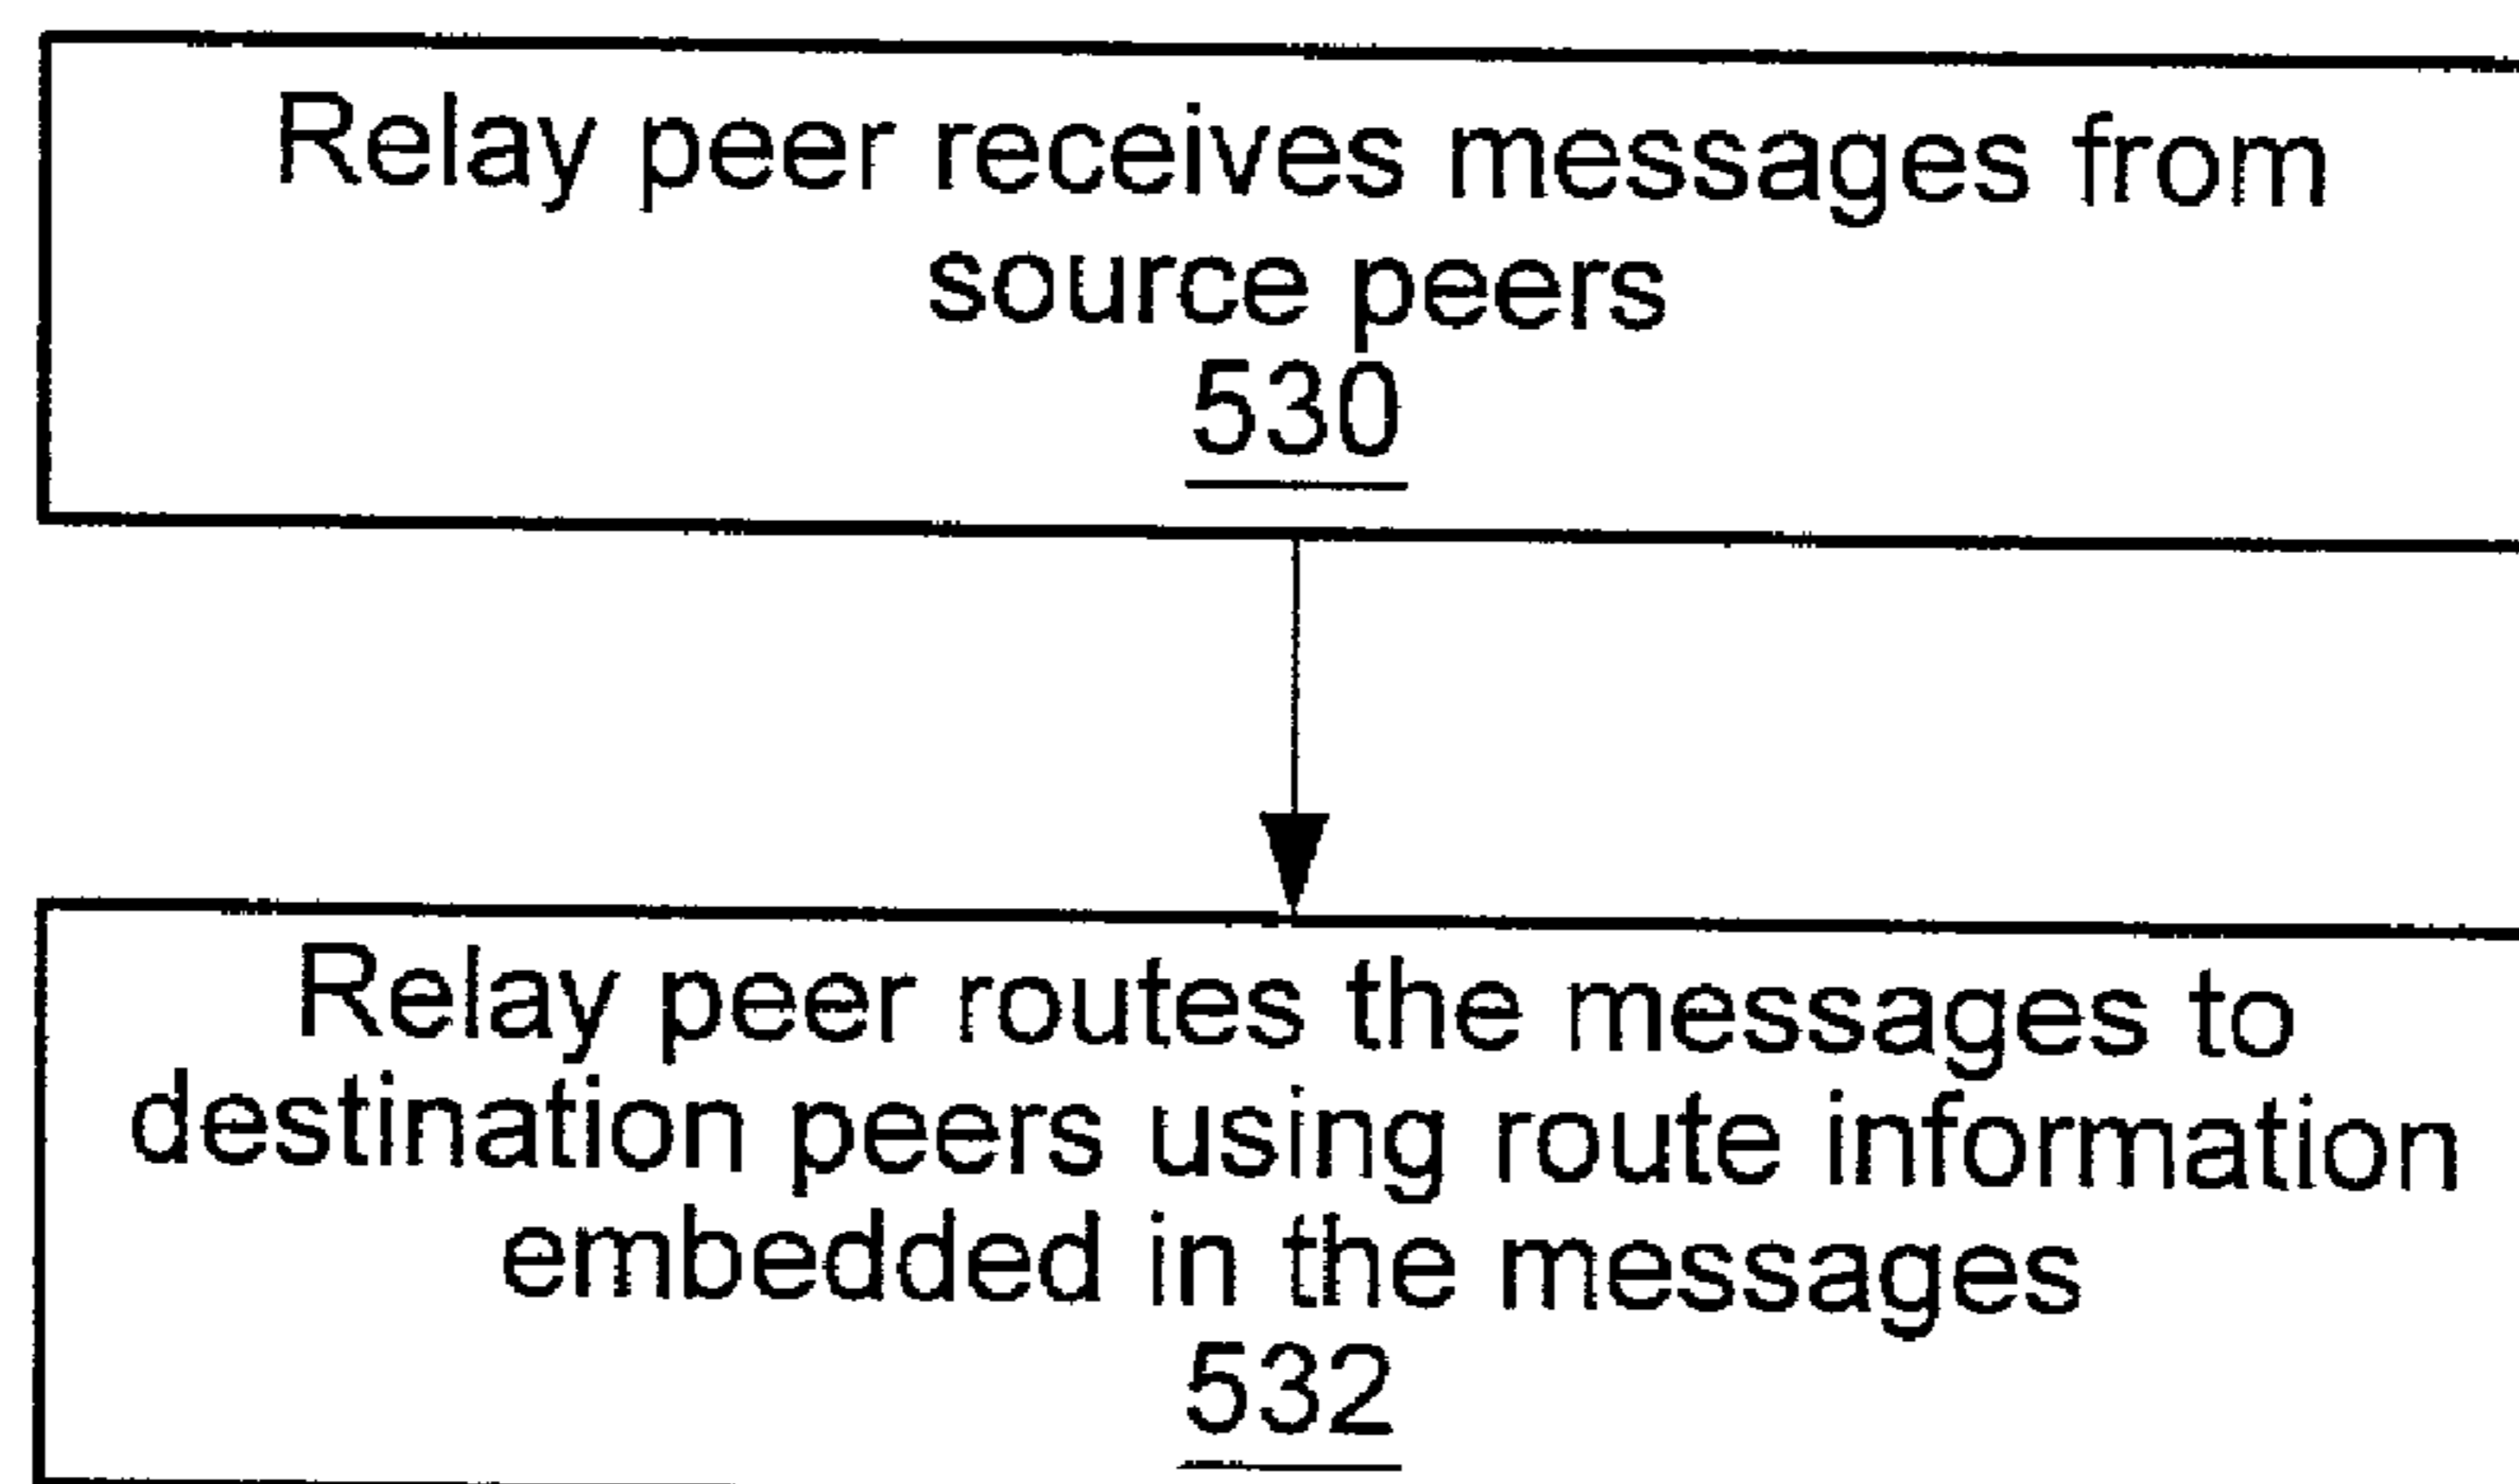 Relay peer receives messages from
source peers
530
Relay peer routes the messages to
destination peers using route information
embedded in the messages
532